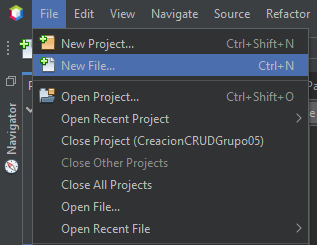 File Edit View Navigate Source Refactor
New Project... Ctrl+Shift+N
New File... Ctrl+N
Open Project... Ctrl+Shift+O
Open Recent Project
Close Project (CreacionCRUDGrupo05)
Close Other Projects
Close All Projects
Open File...
Open Recent File
Navigator